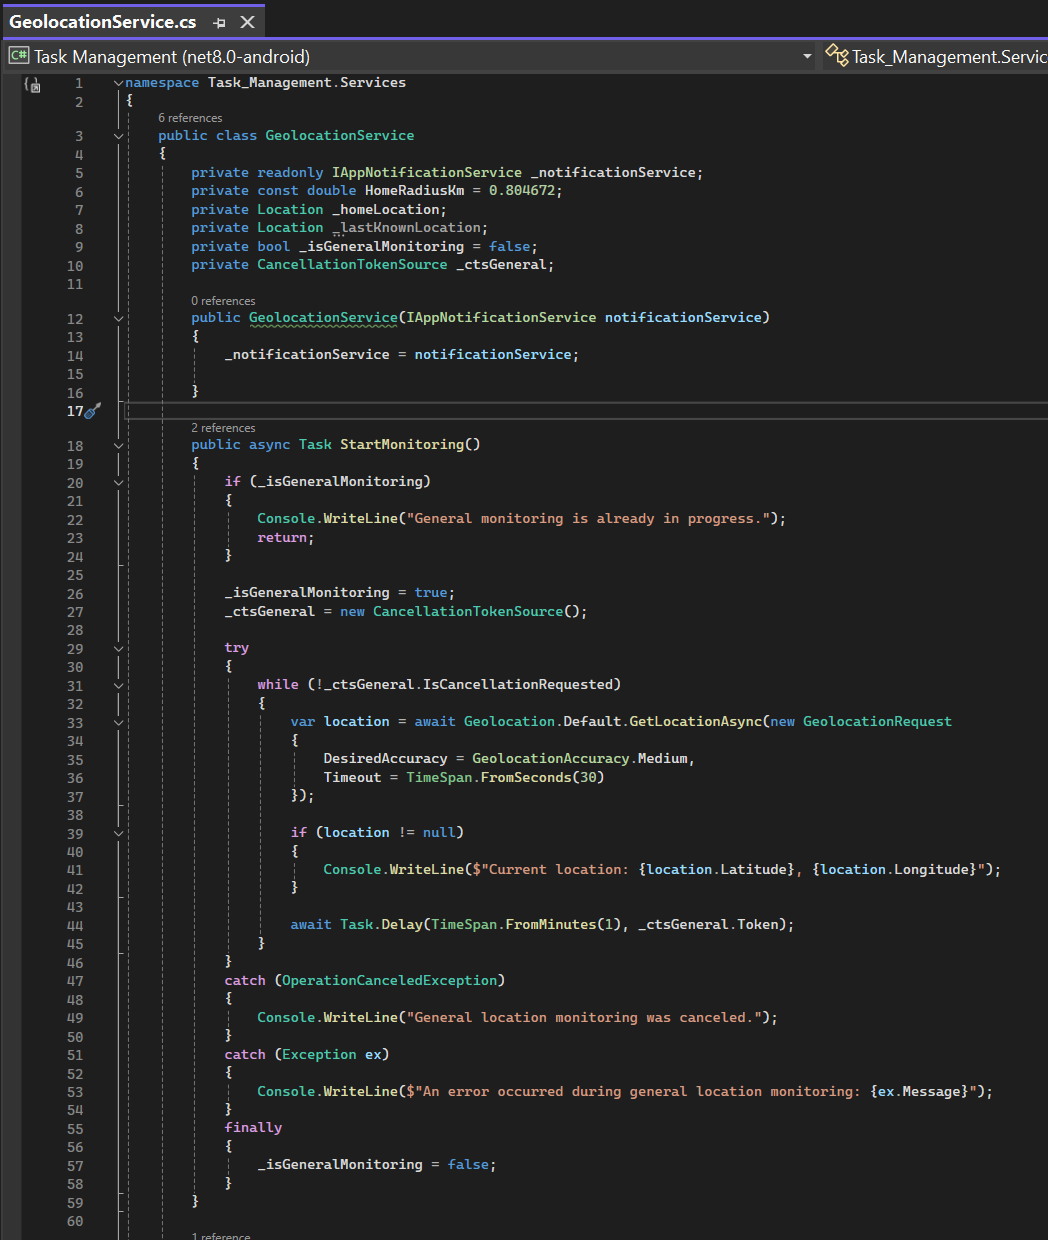 GeolocationService.cs
C# Task Management (net8.0-android) Task_Management.Servic
1 namespace Task_Management.Services
2 {
6 references
3 public class GeolocationService
4 {
5 private readonly IAppNotificationService _notificationService;
6 private const double HomeRadiusKm = 0.804672;
7 private Location _homeLocation;
8 private Location _lastKnownLocation;
9 private bool _isGeneralMonitoring = false;
10 private CancellationTokenSource _ctsGeneral;
11
0 references
12 public GeolocationService(IAppNotificationService notificationService)
13 {
14 _notificationService = notificationService;
15
16 }
17
2 references
18 public async Task StartMonitoring()
19 {
20 if (_isGeneralMonitoring)
21 {
22 Console.WriteLine("General monitoring is already in progress.");
23 return;
24 }
25
26 _isGeneralMonitoring = true;
27 _ctsGeneral = new CancellationTokenSource();
28
29 try
30 {
31 while (!_ctsGeneral.IsCancellationRequested)
32 {
33 var location = await Geolocation.Default.GetLocationAsync(new GeolocationRequest
34 {
35 DesiredAccuracy = GeolocationAccuracy.Medium,
36 Timeout = TimeSpan.FromSeconds(30)
37 });
38
39 if (location != null)
40 {
41 Console.WriteLine($"Current location: {location.Latitude}, {location.Longitude}");
42 }
43
44 await Task.Delay(TimeSpan.FromMinutes(1), _ctsGeneral.Token);
45 }
46 }
47 catch (OperationCanceledException)
48 {
49 Console.WriteLine("General location monitoring was canceled.");
50 }
51 catch (Exception ex)
52 {
53 Console.WriteLine($"An error occurred during general location monitoring: {ex.Message}");
54 }
55 finally
56 {
57 _isGeneralMonitoring = false;
58 }
59 }
60
1 reference